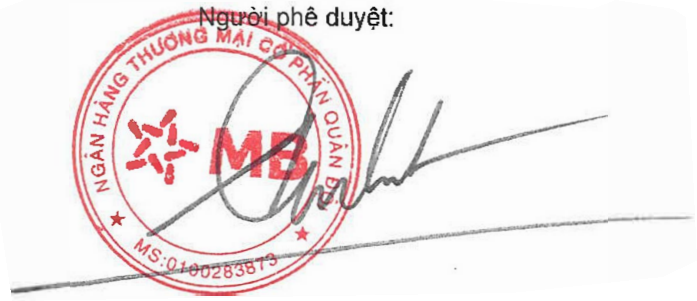 Người phê duyệt:
NGÂN HÀNG THƯƠNG MẠI CỔ PHẦN QUÂN ĐỘI
MB
MS:0100283873